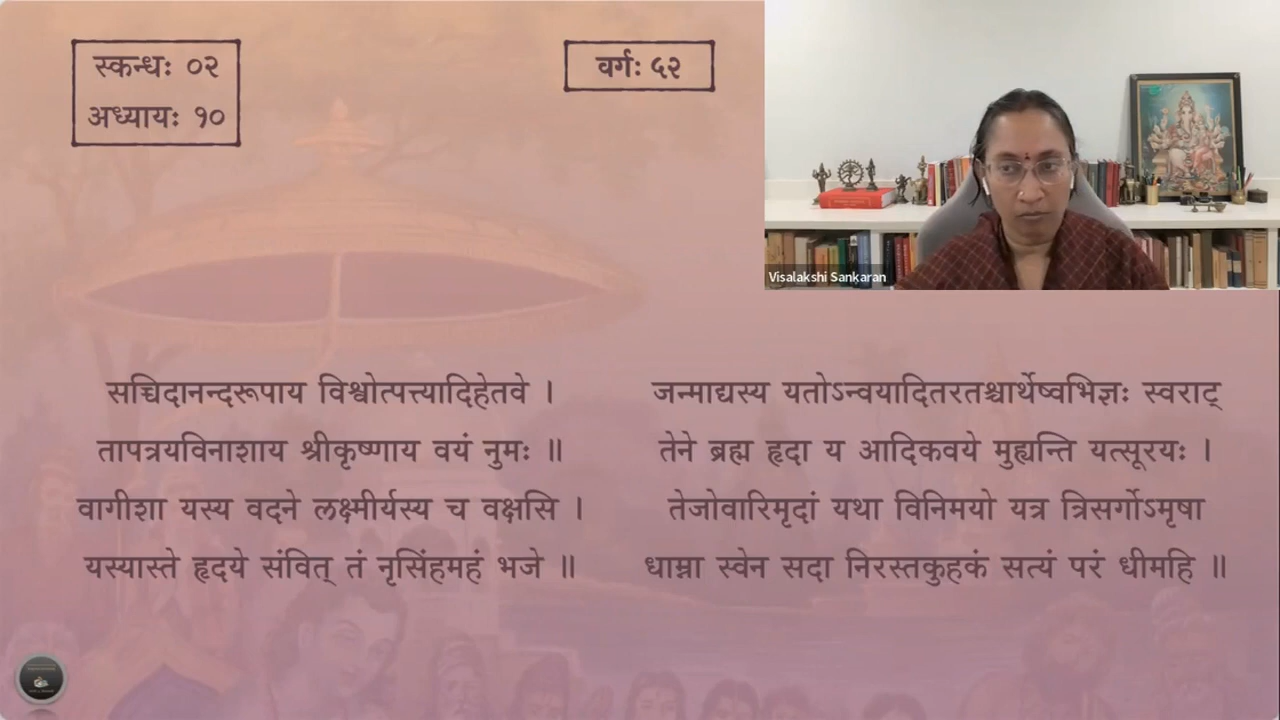 स्कन्धः ०२
अध्यायः १०
वर्गः ५२
Visalakshi Sankaran
सच्चिदानन्दरूपाय विश्वोत्पत्त्यादिहेतवे ।
तापत्रयविनाशाय श्रीकृष्णाय वयं नुमः ॥
वागीशा यस्य वदने लक्ष्मीर्यस्य च वक्षसि ।
यस्यास्ते हृदये संवित् तं नृसिंहमहं भजे ॥
जन्माद्यस्य यतोऽन्वयादितरतश्चार्थेष्वभिज्ञः स्वराट्
तेने ब्रह्म हृदा य आदिकवये मुह्यन्ति यत्सूरयः ।
तेजोवारिमृदां यथा विनिमयो यत्र त्रिसर्गोऽमृषा
धाम्ना स्वेन सदा निरस्तकुहकं सत्यं परं धीमहि ॥